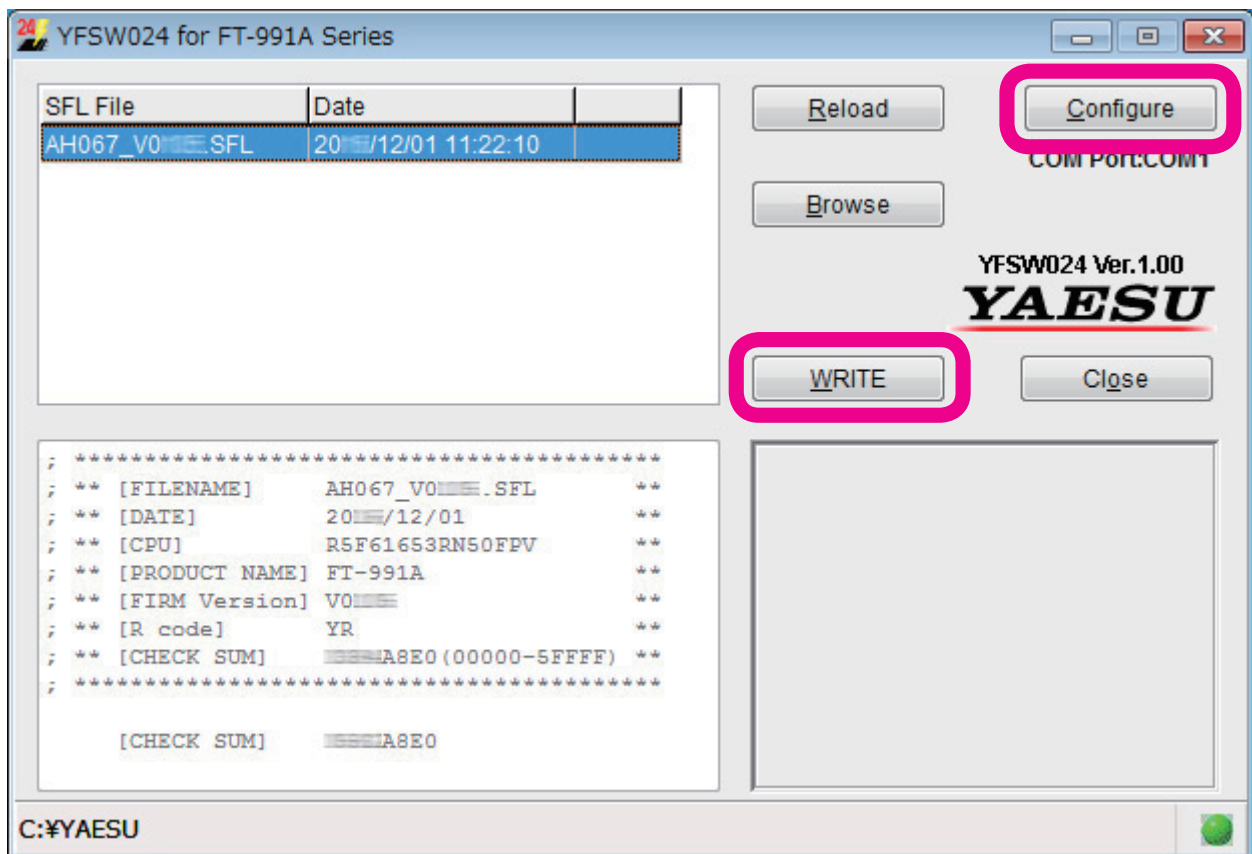 24 YFSW024 for FT-991A Series
SFL File Date
AH067_V0 .SFL 20 /12/01 11:22:10
Reload
Configure
COM Port:COM1
Browse
YFSW024 Ver.1.00
YAESU
WRITE
Close
; ******************************************
; ** [FILENAME] AH067_V0 .SFL **
; ** [DATE] 20 /12/01 **
; ** [CPU] R5F61653RN50FPV **
; ** [PRODUCT NAME] FT-991A **
; ** [FIRM Version] V0 **
; ** [R code] YR **
; ** [CHECK SUM] A8E0(00000-5FFFF) **
; ******************************************
[CHECK SUM] A8E0
C:¥YAESU